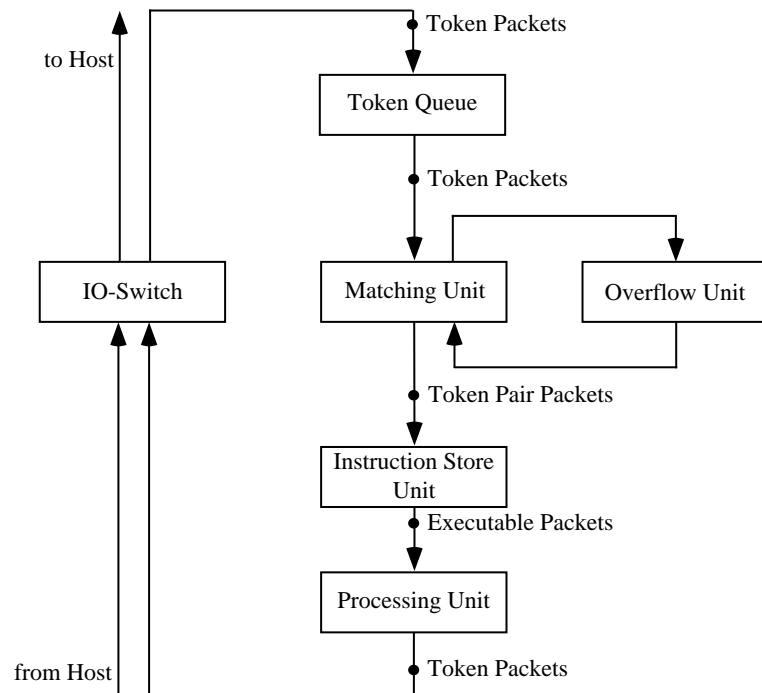 Token Packets
to Host
Token Queue
Token Packets
IO-Switch
Matching Unit
Overflow Unit
Token Pair Packets
Instruction Store
Unit
Executable Packets
Processing Unit
from Host
Token Packets